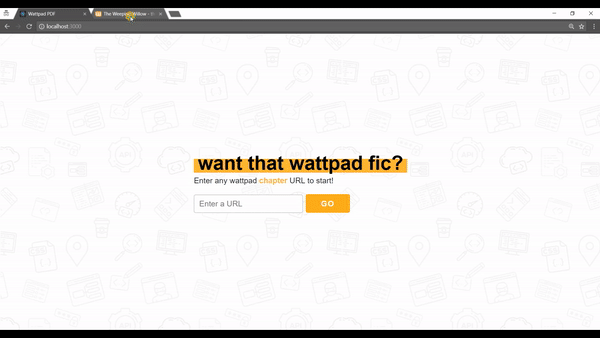 Wattpad PDF
The Weeping Willow -
localhost:3000
want that wattpad fic?
Enter any wattpad chapter URL to start!
Enter a URL
GO